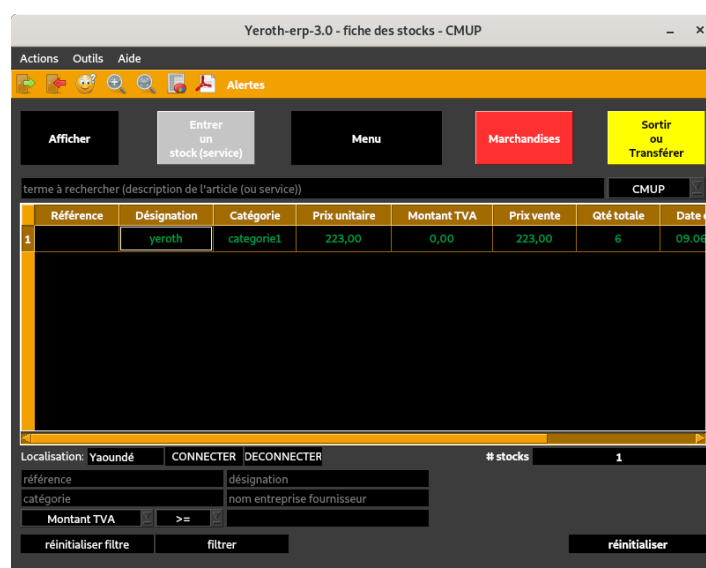 Yeroth-erp-3.0 - fiche des stocks - CMUP
Actions Outils Aide
Alertes
Afficher
Entrer
un
stock (service)
Menu
Marchandises
Sortir
ou
Transférer
terme à rechercher (description de l'article (ou service))
CMUP
Référence Désignation Catégorie Prix unitaire Montant TVA Prix vente Qté totale Date
1 yeroth categorie1 223,00 0,00 223,00 6 09.06
Localisation: Yaoundé CONNECTER DECONNECTER # stocks 1
référence désignation
catégorie nom entreprise fournisseur
Montant TVA >=
réinitialiser filtre filtrer réinitialiser